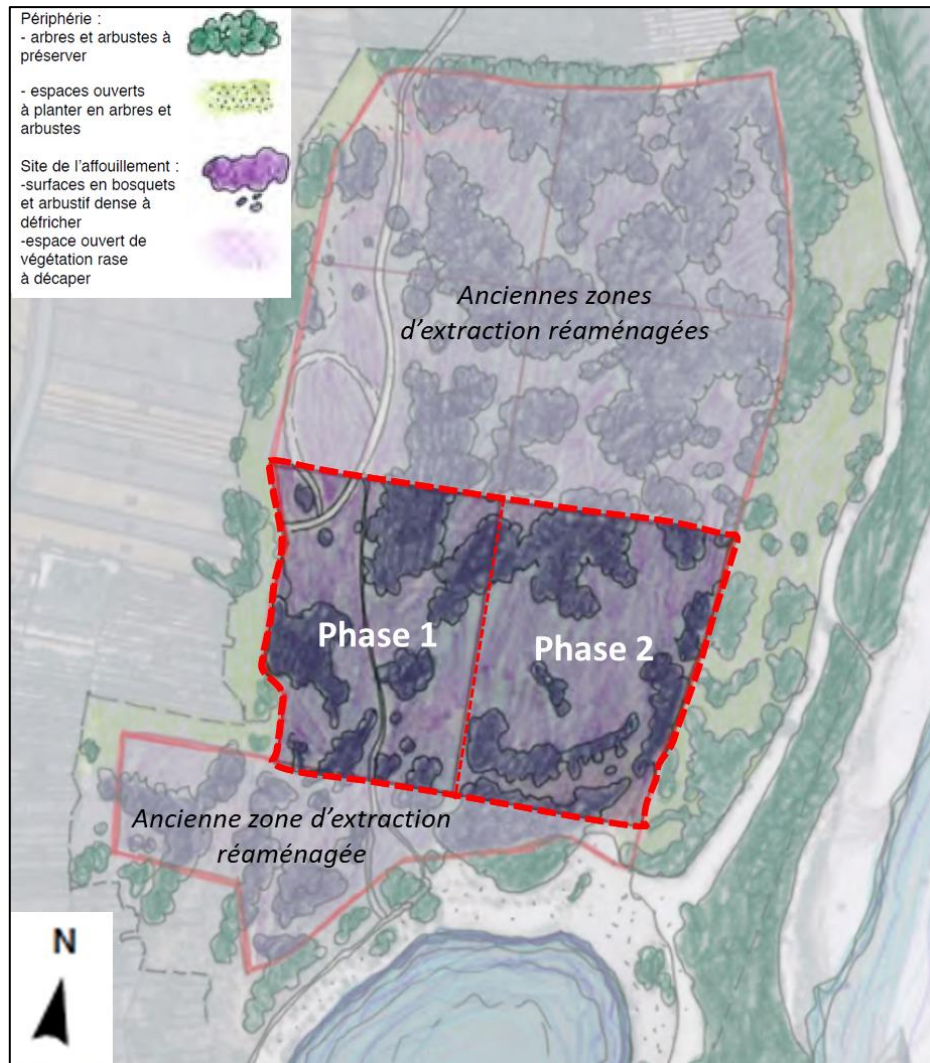 Périphérie :
- arbres et arbustes à
préserver
- espaces ouverts
à planter en arbres et
arbustes
Site de l'affouillement :
-surfaces en bosquets
et arbustif dense à
défricher
-espace ouvert de
végétation rase
à décaper
Anciennes zones
d'extraction réaménagées
Phase 1
Phase 2
Ancienne zone d'extraction
réaménagée
N